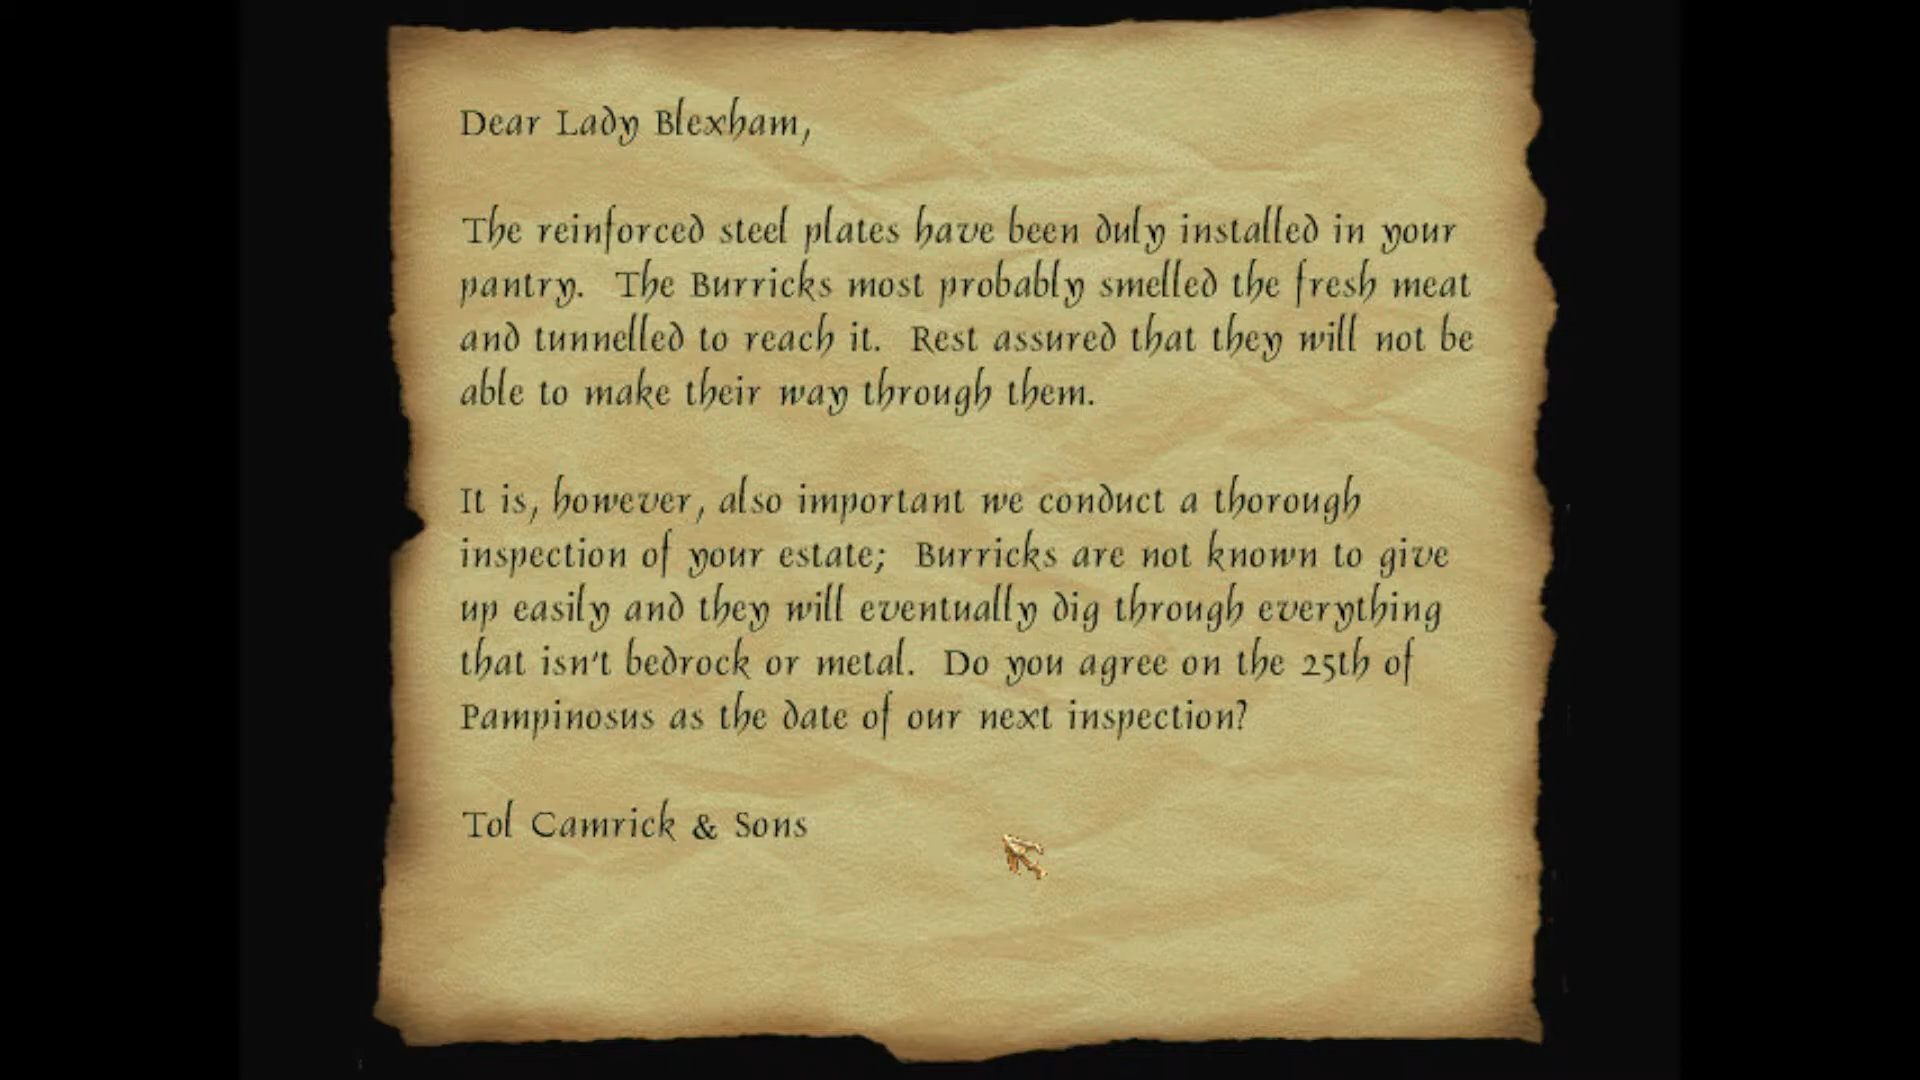 Dear Lady Blexham,
The reinforced steel plates have been duly installed in your
pantry. The Burricks most probably smelled the fresh meat
and tunnelled to reach it. Rest assured that they will not be
able to make their way through them.
It is, however, also important we conduct a thorough
inspection of your estate; Burricks are not known to give
up easily and they will eventually dig through everything
that isn't bedrock or metal. Do you agree on the 25th of
Pampinosus as the date of our next inspection?
Tol Camrick & Sons